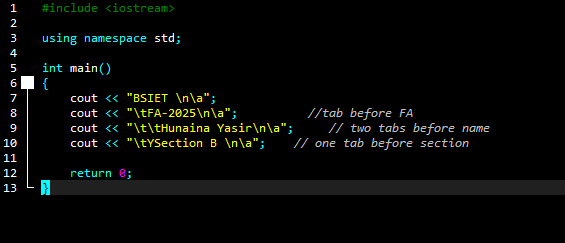 1 #include <iostream>
2
3 using namespace std;
4
5 int main()
6 {
7 cout << "BSIET \n\a";
8 cout << "\tFA-2025\n\a"; //tab before FA
9 cout << "\t\tHunaina Yasir\n\a"; // two tabs before name
10 cout << "\tYSection B \n\a"; // one tab before section
11
12 return 0;
13 }